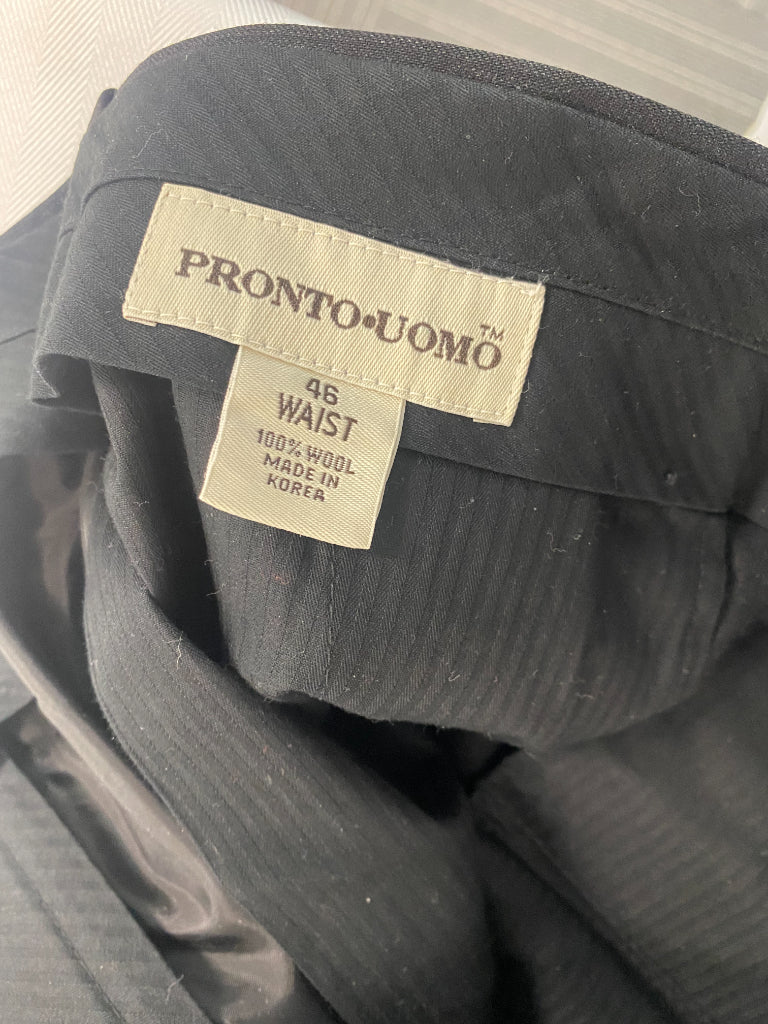 PRONTO•UOMO™
46
WAIST
100% WOOL
MADE IN
KOREA